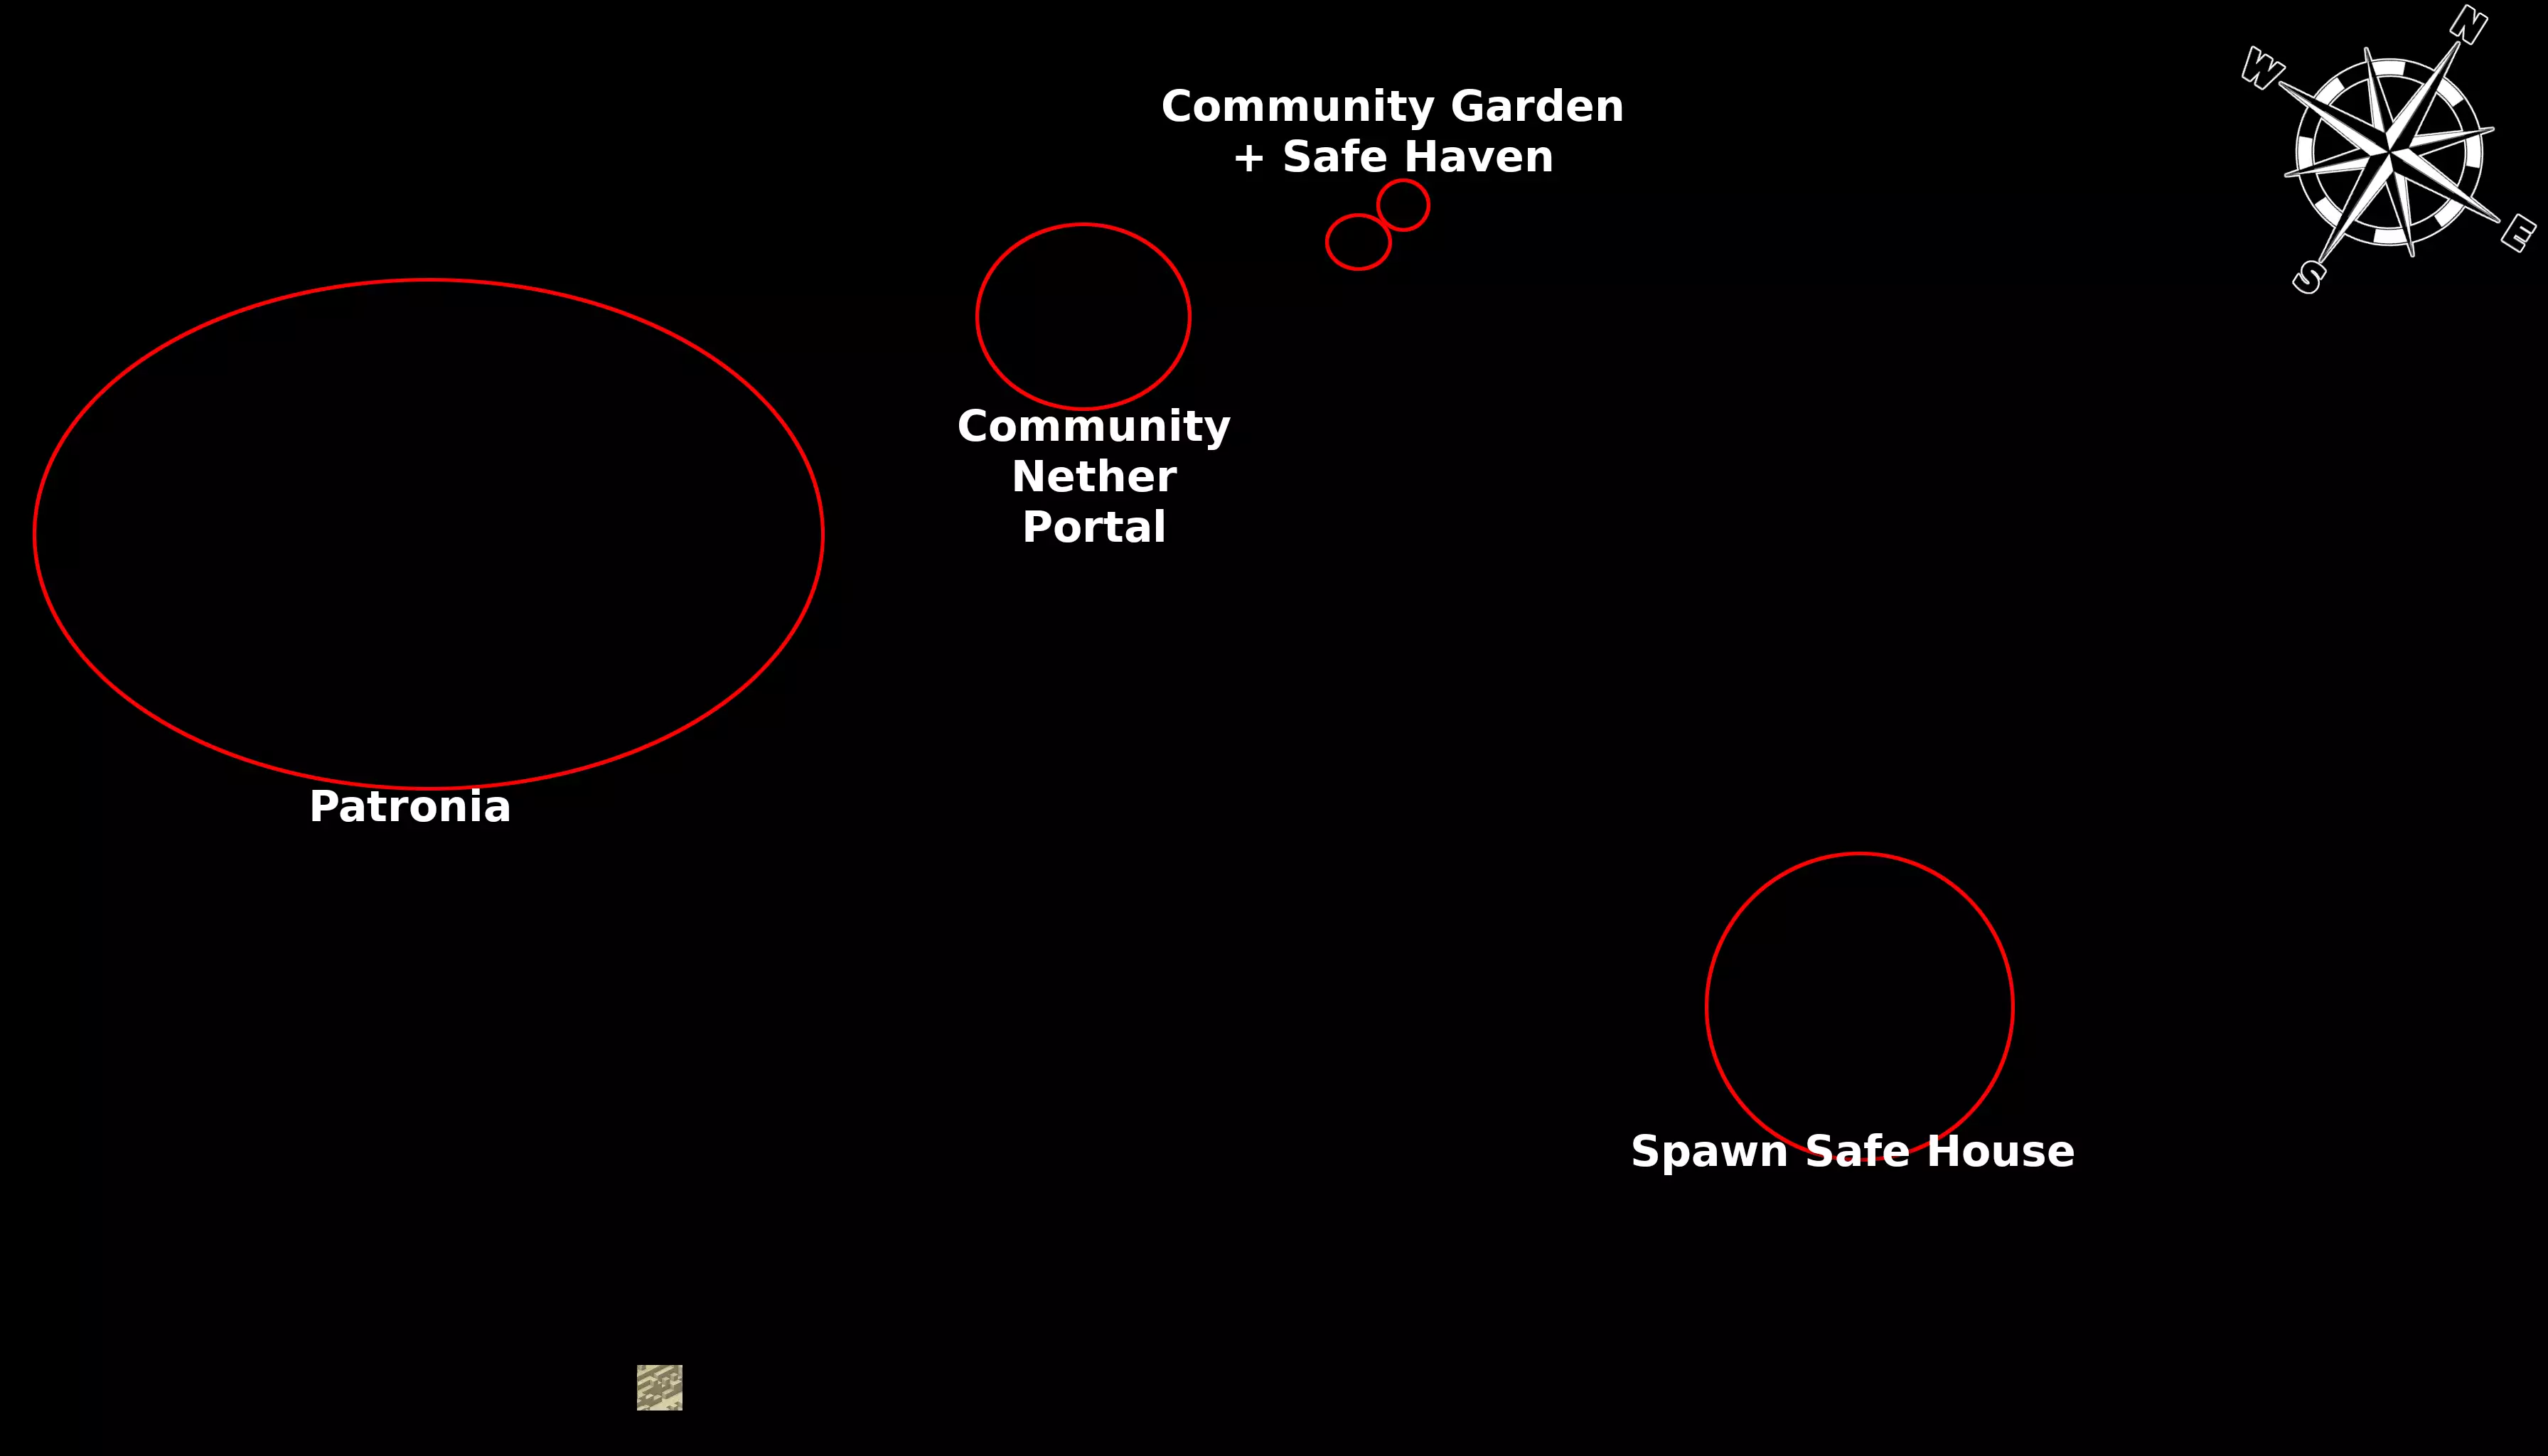 N
W
Community Garden
+ Safe Haven
E
S
Community
Nether
Portal
Patronia
Spawn Safe House